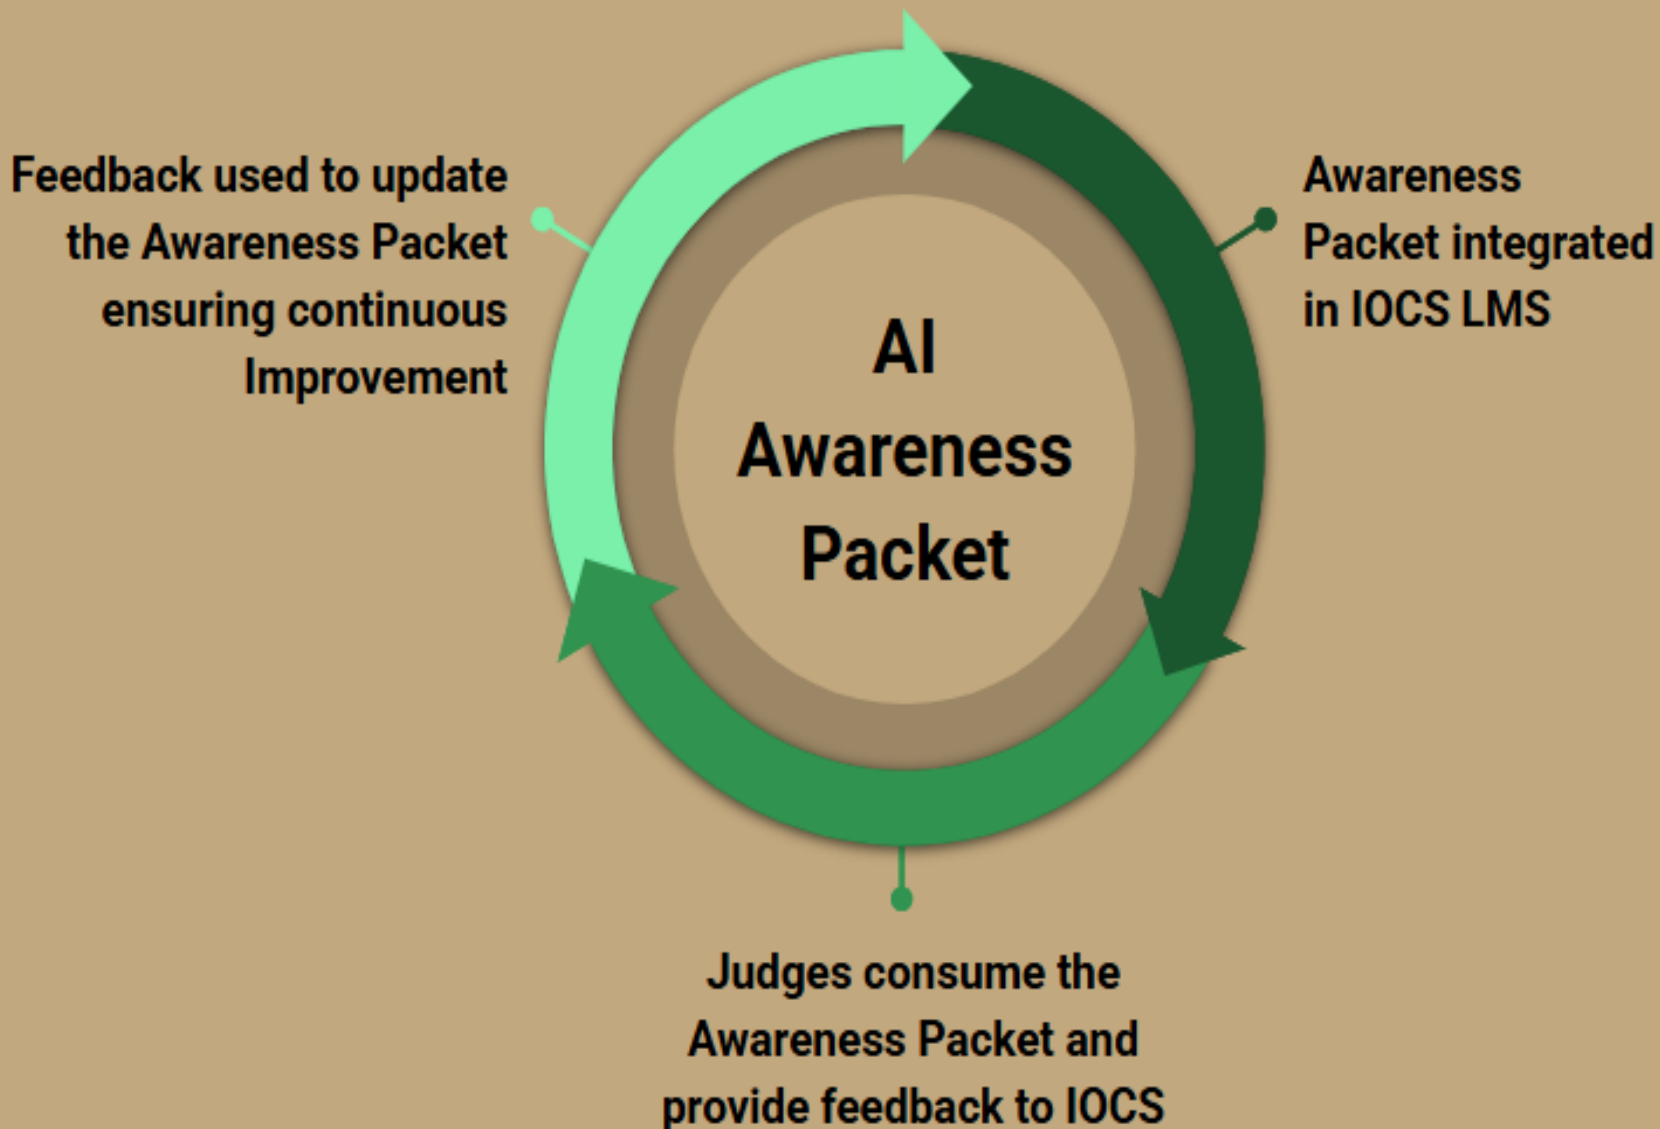 Feedback used to update
the Awareness Packet
ensuring continuous
Improvement
Awareness
Packet integrated
in IOCS LMS
AI
Awareness
Packet
Judges consume the
Awareness Packet and
provide feedback to IOCS